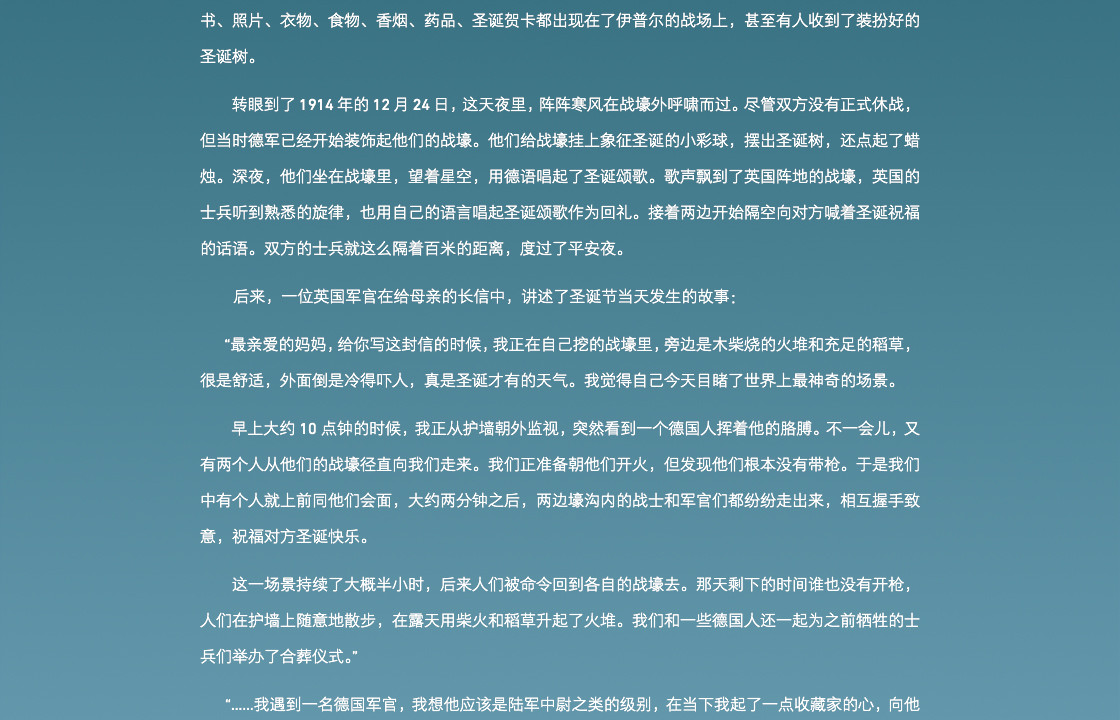 书、照片、衣物、食物、香烟、药品、圣诞贺卡都出现在了伊普尔的战场上，甚至有人收到了装扮好的
圣诞树。
转眼到了 1914 年的 12 月 24 日，这天夜里，阵阵寒风在战壕外呼啸而过。尽管双方没有正式休战，
但当时德军已经开始装饰起他们的战壕。他们给战壕挂上象征圣诞的小彩球，摆出圣诞树，还点起了蜡
烛。深夜，他们坐在战壕里，望着星空，用德语唱起了圣诞颂歌。歌声飘到了英国阵地的战壕，英国的
士兵听到熟悉的旋律，也用自己的语言唱起圣诞颂歌作为回礼。接着两边开始隔空向对方喊着圣诞祝福
的话语。双方的士兵就这么隔着百米的距离，度过了平安夜。
后来，一位英国军官在给母亲的长信中，讲述了圣诞节当天发生的故事：
“最亲爱的妈妈，给你写这封信的时候，我正在自己挖的战壕里，旁边是木柴烧的火堆和充足的稻草，
很是舒适，外面倒是冷得吓人，真是圣诞才有的天气。我觉得自己今天目睹了世界上最神奇的场景。
早上大约 10 点钟的时候，我正从护墙朝外监视，突然看到一个德国人挥着他的胳膊。不一会儿，又
有两个人从他们的战壕径直向我们走来。我们正准备朝他们开火，但发现他们根本没有带枪。于是我们
中有个人就上前同他们会面，大约两分钟之后，两边壕沟内的战士和军官们都纷纷走出来，相互握手致
意，祝福对方圣诞快乐。
这一场景持续了大概半小时，后来人们被命令回到各自的战壕去。那天剩下的时间谁也没有开枪，
人们在护墙上随意地散步，在露天用柴火和稻草升起了火堆。我们和一些德国人还一起为之前牺牲的士
兵们举办了合葬仪式。”
“......我遇到一名德国军官，我想他应该是陆军中尉之类的级别，在当下我起了一点收藏家的心，向他